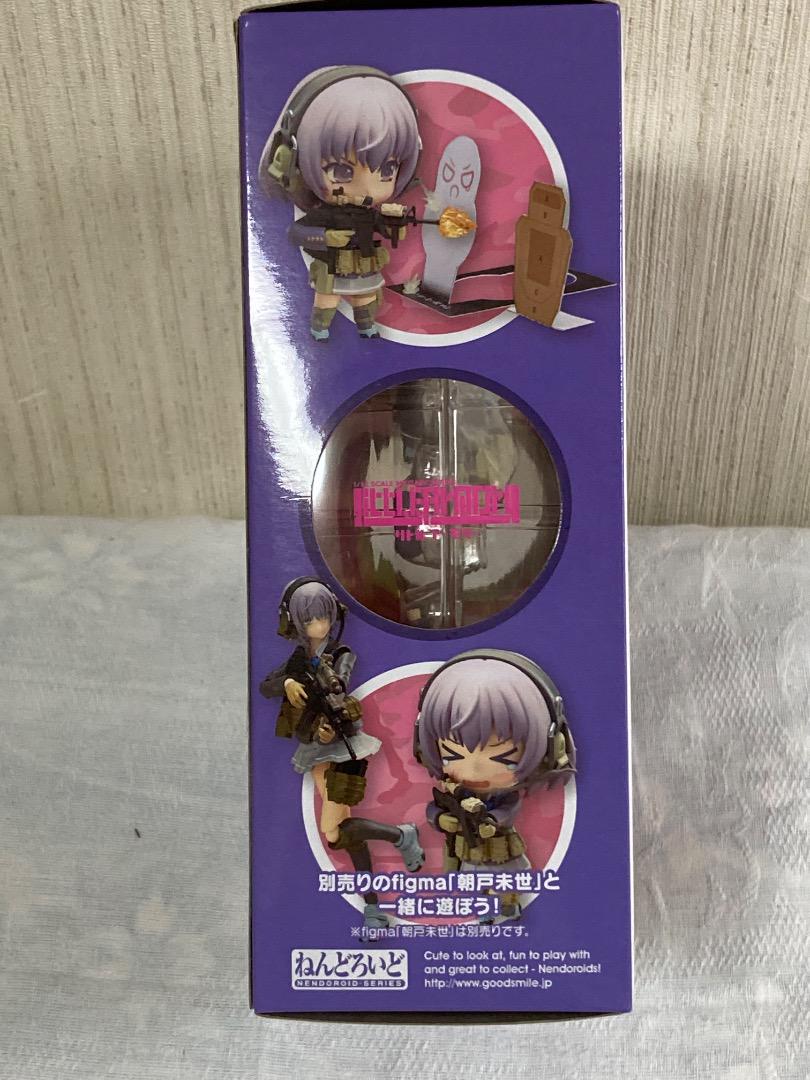 別売りのfigma「朝戸未世」と
一緒に遊ぼう!
※figma「朝戸未世」は別売りです。
ねんどろいど
NENDOROID·SERIES
Cute to look at, fun to play with
and great to collect - Nendoroids!
http://www.goodsmile.jp